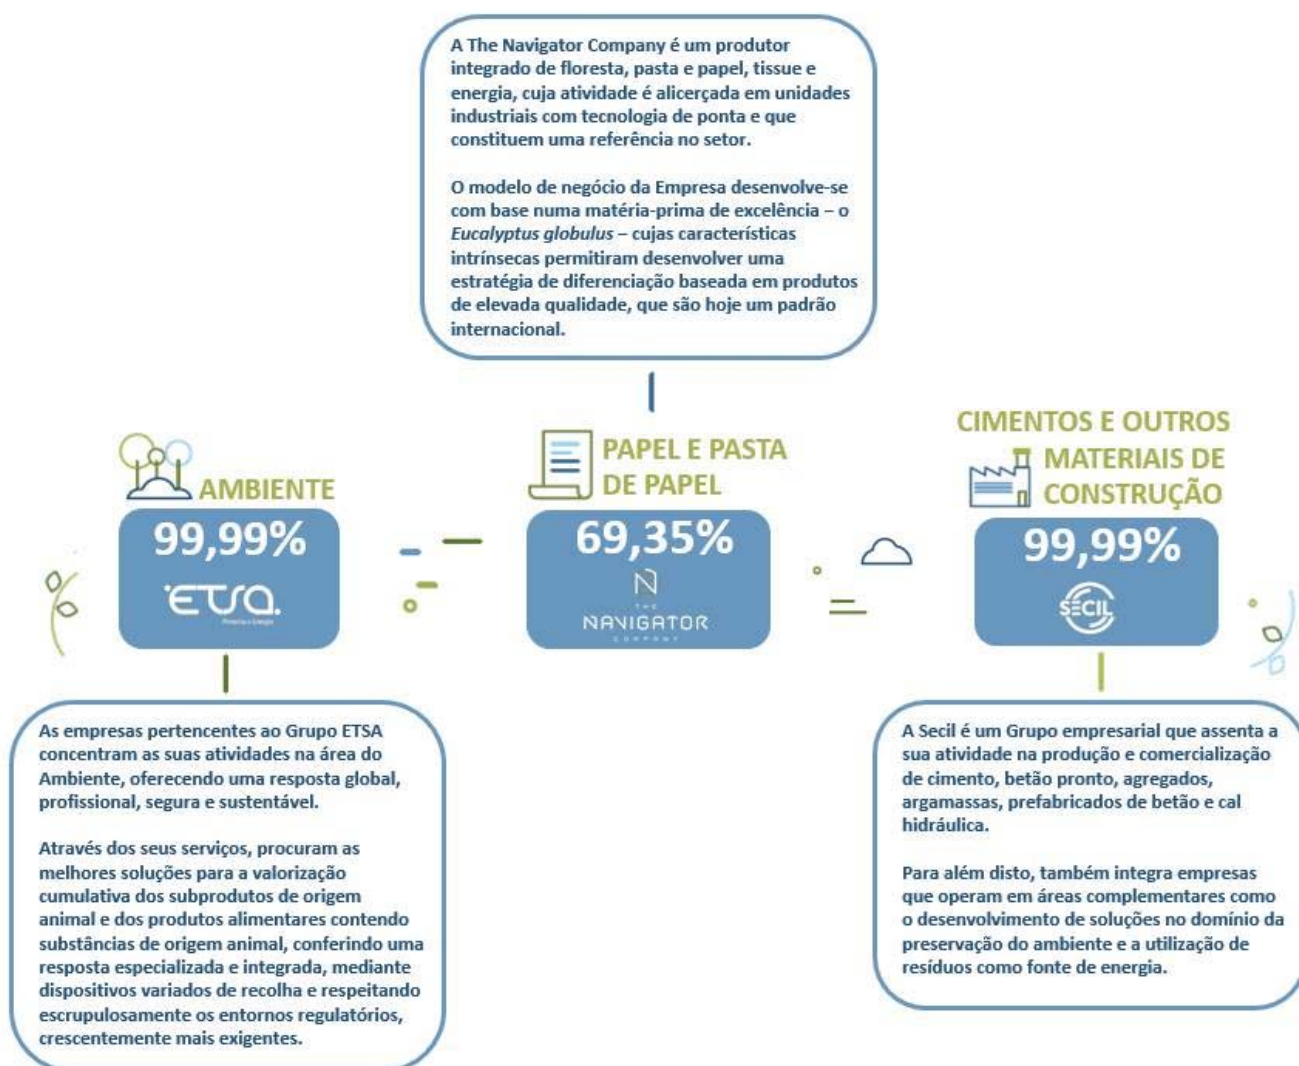 A The Navigator Company é um produtor
integrado de floresta, pasta e papel, tissue e
energia, cuja atividade é alicerçada em unidades
industriais com tecnologia de ponta e que
constituem uma referência no setor.
O modelo de negócio da Empresa desenvolve-se
com base numa matéria-prima de excelência – o
Eucalyptus globulus – cujas características
intrínsecas permitiram desenvolver uma
estratégia de diferenciação baseada em produtos
de elevada qualidade, que são hoje um padrão
internacional.
AMBIENTE
99,99%
ETSA.
PAPEL E PASTA
DE PAPEL
69,35%
THE
NAVIGATOR
COMPANY
CIMENTOS E OUTROS
MATERIAIS DE
CONSTRUÇÃO
99,99%
SECIL
As empresas pertencentes ao Grupo ETSA
concentram as suas atividades na área do
Ambiente, oferecendo uma resposta global,
profissional, segura e sustentável.
Através dos seus serviços, procuram as
melhores soluções para a valorização
cumulativa dos subprodutos de origem
animal e dos produtos alimentares contendo
substâncias de origem animal, conferindo uma
resposta especializada e integrada, mediante
dispositivos variados de recolha e respeitando
escrupulosamente os entornos regulatórios,
crescentemente mais exigentes.
A Secil é um Grupo empresarial que assenta a
sua atividade na produção e comercialização
de cimento, betão pronto, agregados,
argamassas, prefabricados de betão e cal
hidráulica.
Para além disto, também integra empresas
que operam em áreas complementares como
o desenvolvimento de soluções no domínio da
preservação do ambiente e a utilização de
resíduos como fonte de energia.